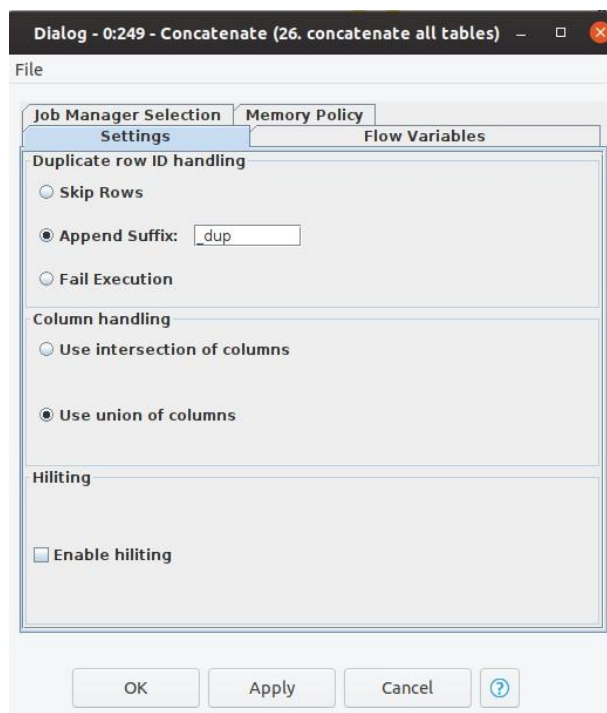 Dialog - 0:249 - Concatenate (26. concatenate all tables)
File
Job Manager Selection Memory Policy
Settings Flow Variables
Duplicate row ID handling
Skip Rows
Append Suffix: _dup
Fail Execution
Column handling
Use intersection of columns
Use union of columns
Hiliting
Enable hiliting
OK Apply Cancel ?